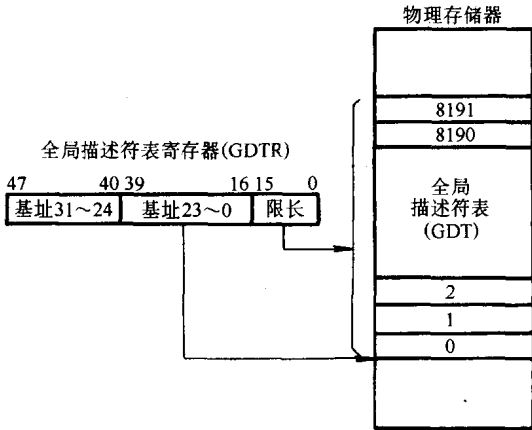 物理存储器
8191
8190
全局描述符表寄存器(GDTR)
47 40 39 16 15 0
基址31～24 基址23～0 限长
全局
描述符表
(GDT)
2
1
0